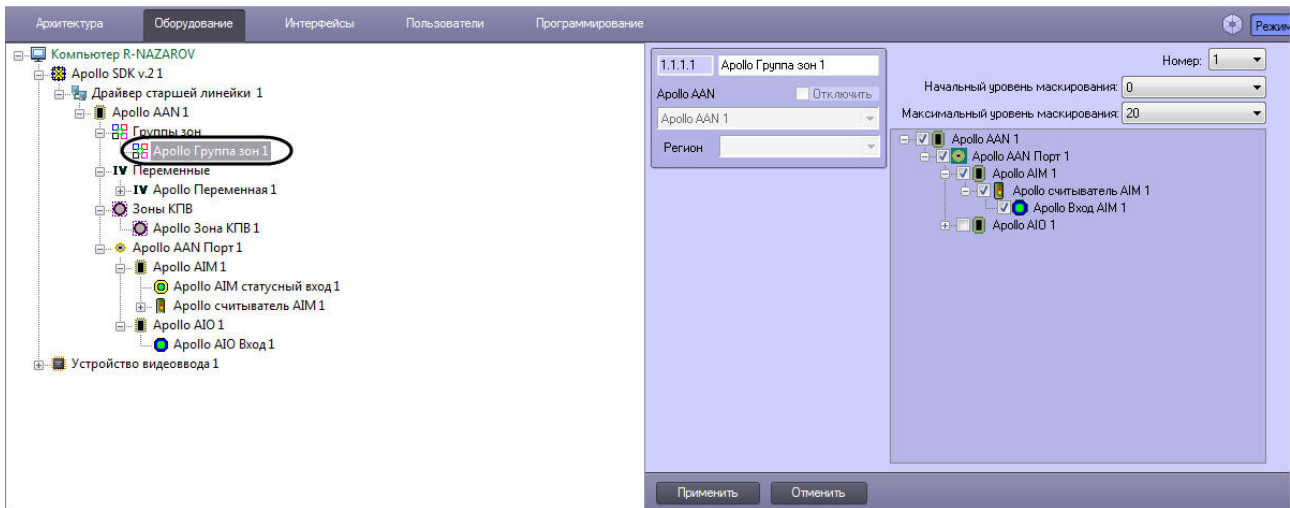 Архитектура Оборудование Интерфейсы Пользователи Программирование
Компьютер R-NAZAROV
Apollo SDK v.2 1
Драйвер старшей линейки 1
Apollo AAN 1
Группы зон
Apollo Группа зон 1
Переменные
IV Apollo Переменная 1
Зоны КПВ
Apollo Зона КПВ 1
Apollo AAN Порт 1
Apollo AIM 1
Apollo AIM статусный вход 1
Apollo считыватель AIM 1
Apollo AIO 1
Apollo AIO Вход 1
Устройство видеоввода 1
1.1.1.1 Apollo Группа зон 1
Apollo AAN Отключить
Apollo AAN 1
Регион
Номер: 1
Начальный уровень маскирования: 0
Максимальный уровень маскирования: 20
Apollo AAN 1
Apollo AAN Порт 1
Apollo AIM 1
Apollo считыватель AIM 1
Apollo Вход AIM 1
Apollo AIO 1
Применить Отменить